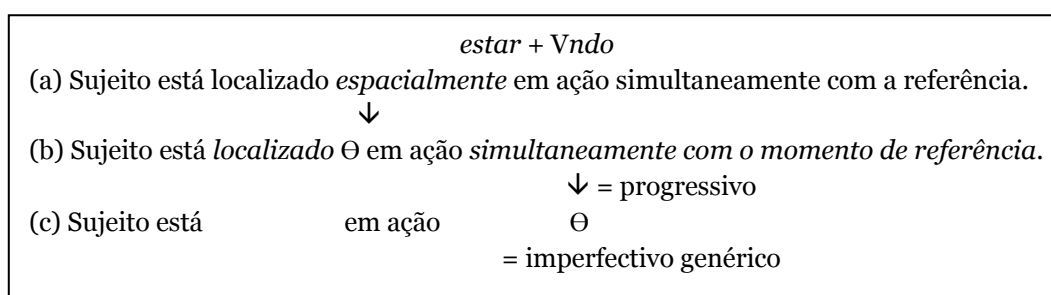 estar + Vndo
(a) Sujeito está localizado espacialmente em ação simultaneamente com a referência.
↓
(b) Sujeito está localizado Ɵ em ação simultaneamente com o momento de referência.
↓ = progressivo
(c) Sujeito está em ação Ɵ
= imperfectivo genérico